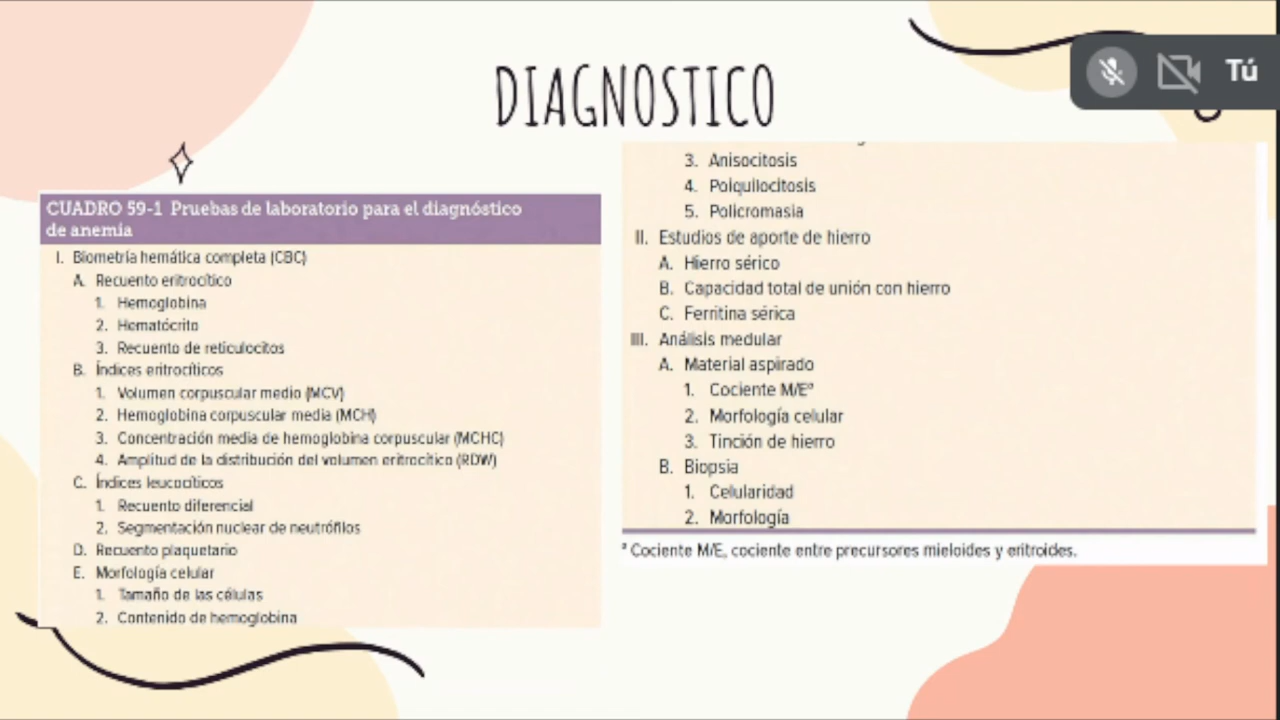 DIAGNOSTICO
Tú
CUADRO 59-1 Pruebas de laboratorio para el diagnóstico
de anemia
I. Biometría hemática completa (CBC)
A. Recuento eritrocítico
1. Hemoglobina
2. Hematócrito
3. Recuento de reticulocitos
B. Índices eritrocíticos
1. Volumen corpuscular medio (MCV)
2. Hemoglobina corpuscular media (MCH)
3. Concentración media de hemoglobina corpuscular (MCHC)
4. Amplitud de la distribución del volumen eritrocítico (RDW)
C. Índices leucocíticos
1. Recuento diferencial
2. Segmentación nuclear de neutrófilos
D. Recuento plaquetario
E. Morfología celular
1. Tamaño de las células
2. Contenido de hemoglobina
3. Anisocitosis
4. Poiquilocitosis
5. Policromasia
II. Estudios de aporte de hierro
A. Hierro sérico
B. Capacidad total de unión con hierro
C. Ferritina sérica
III. Análisis medular
A. Material aspirado
1. Cociente M/Eª
2. Morfología celular
3. Tinción de hierro
B. Biopsia
1. Celularidad
2. Morfología
ª Cociente M/E, cociente entre precursores mieloides y eritroides.